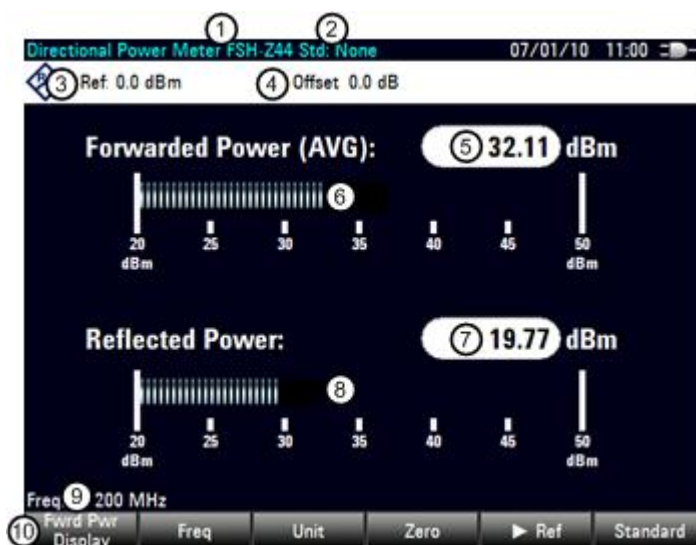 1 2
Directional Power Meter FSH-Z44 Std: None 07/01/10 11:00
3 Ref: 0.0 dBm 4 Offset 0.0 dB
Forwarded Power (AVG): 5 32.11 dBm
6
20 25 30 35 40 45 50
dBm dBm
Reflected Power: 7 19.77 dBm
8
20 25 30 35 40 45 50
dBm dBm
Freq: 9 200 MHz
10 Fwrd Pwr Display Freq Unit Zero ► Ref Standard